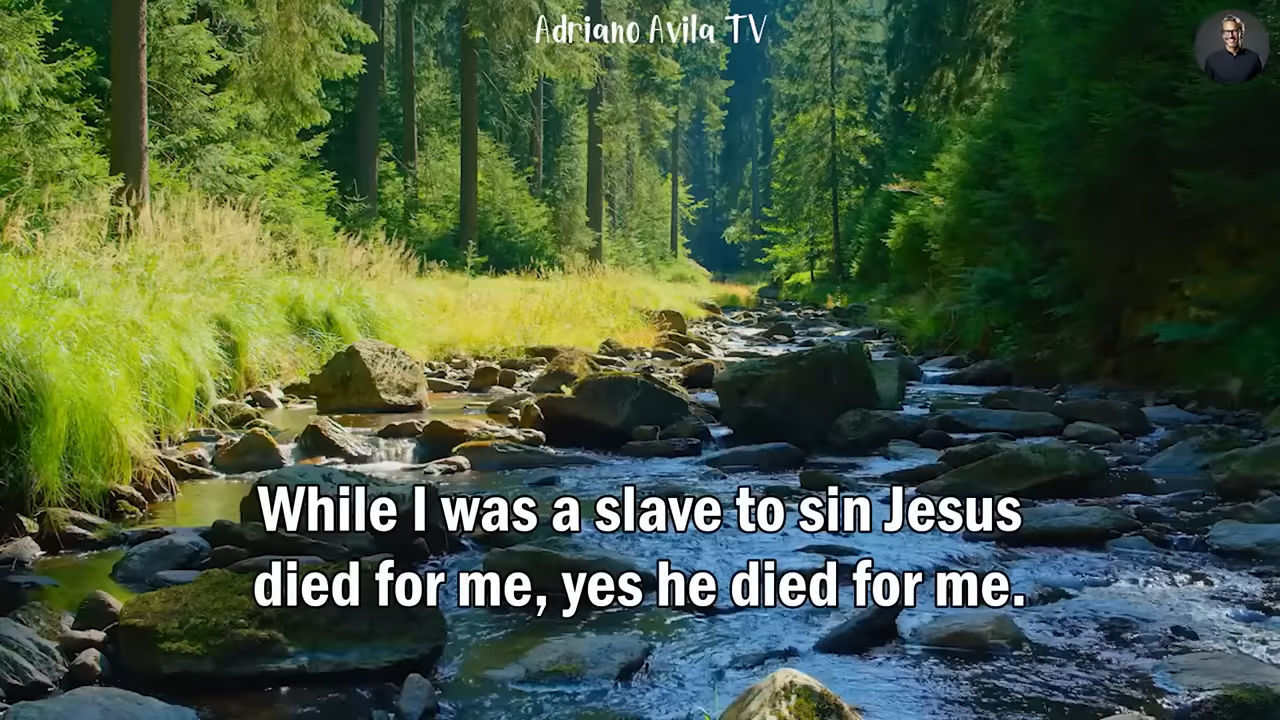 Adriano Avila TV
While I was a slave to sin Jesus
died for me, yes he died for me.